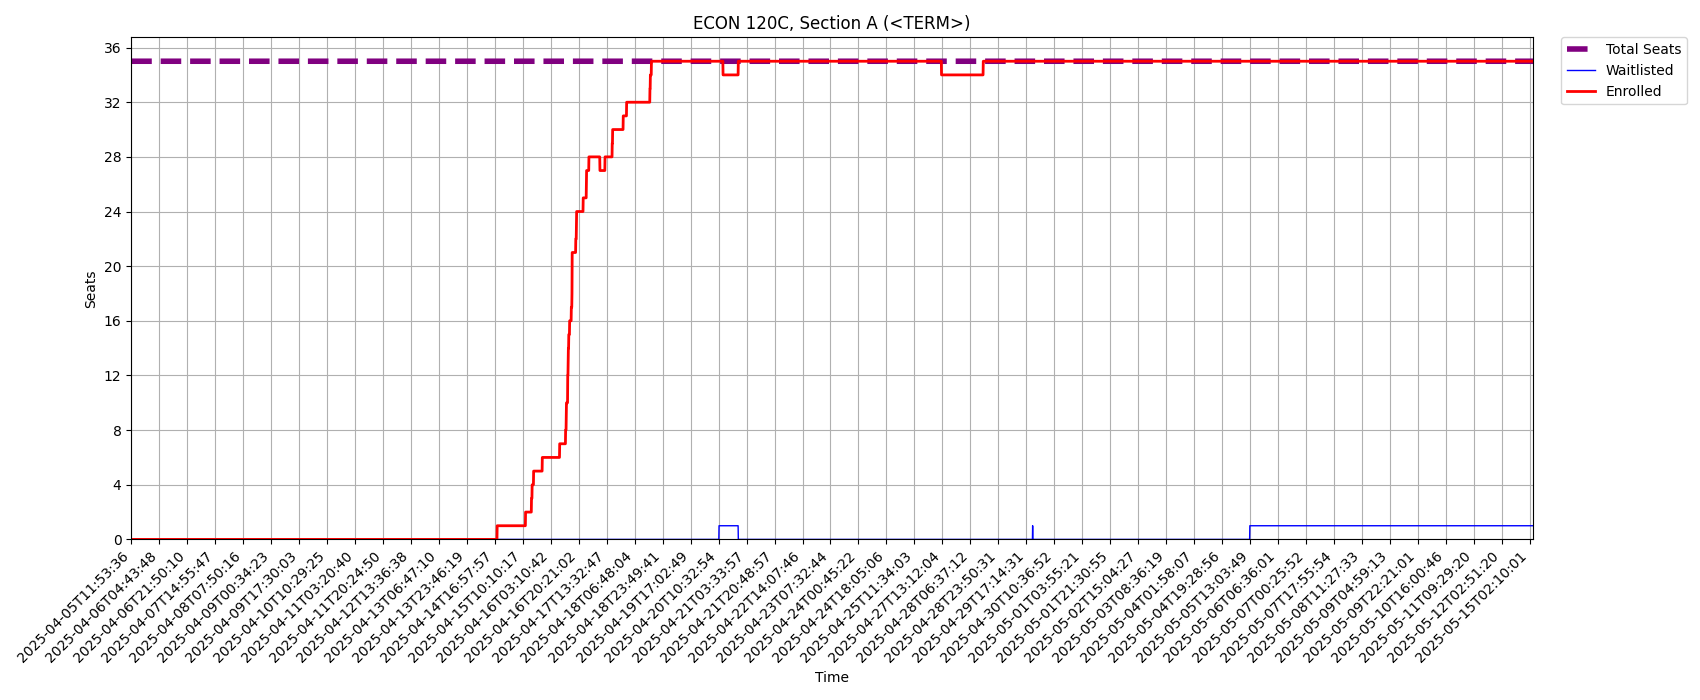 ECON 120C, Section A (<TERM>)
Total Seats
Waitlisted
Enrolled
Seats
36
32
28
24
20
16
12
8
4
0
2025-04-05T11:53:36
2025-04-06T04:43:48
2025-04-06T21:50:10
2025-04-07T14:55:47
2025-04-08T07:50:16
2025-04-09T00:34:23
2025-04-09T17:30:03
2025-04-10T10:29:25
2025-04-11T03:20:40
2025-04-11T20:24:50
2025-04-12T13:36:38
2025-04-13T06:47:10
2025-04-13T23:46:19
2025-04-14T16:57:57
2025-04-15T10:10:17
2025-04-16T03:10:42
2025-04-16T20:21:02
2025-04-17T13:32:47
2025-04-18T06:48:04
2025-04-18T23:49:41
2025-04-19T17:02:49
2025-04-20T10:32:54
2025-04-21T03:33:57
2025-04-21T20:48:57
2025-04-22T14:07:46
2025-04-23T07:32:44
2025-04-24T00:45:22
2025-04-24T18:05:06
2025-04-25T11:34:03
2025-04-27T13:12:04
2025-04-28T06:37:12
2025-04-28T23:50:31
2025-04-29T17:14:31
2025-04-30T10:36:52
2025-05-01T03:55:21
2025-05-01T21:30:55
2025-05-02T15:04:27
2025-05-03T08:36:19
2025-05-04T01:58:07
2025-05-04T19:28:56
2025-05-05T13:03:49
2025-05-06T06:36:01
2025-05-07T00:25:52
2025-05-07T17:55:54
2025-05-08T11:27:33
2025-05-09T04:59:13
2025-05-09T22:21:01
2025-05-10T16:00:46
2025-05-11T09:29:20
2025-05-12T02:51:20
2025-05-15T02:10:01
Time